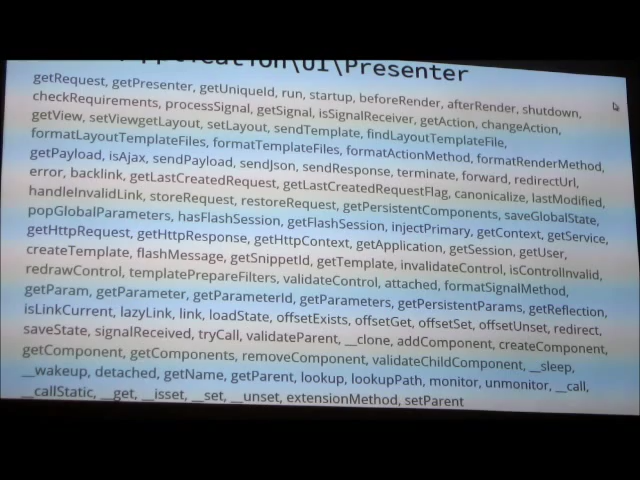 Application\UI\Presenter
getRequest, getPresenter, getUniqueId, run, startup, beforeRender, afterRender, shutdown,
checkRequirements, processSignal, getSignal, isSignalReceiver, getAction, changeAction,
getView, setViewgetLayout, setLayout, sendTemplate, findLayoutTemplateFile,
formatLayoutTemplateFiles, formatTemplateFiles, formatActionMethod, formatRenderMethod,
getPayload, isAjax, sendPayload, sendJson, sendResponse, terminate, forward, redirectUrl,
error, backlink, getLastCreatedRequest, getLastCreatedRequestFlag, canonicalize, lastModified,
handleInvalidLink, storeRequest, restoreRequest, getPersistentComponents, saveGlobalState,
popGlobalParameters, hasFlashSession, getFlashSession, injectPrimary, getContext, getService,
getHttpRequest, getHttpResponse, getHttpContext, getApplication, getSession, getUser,
createTemplate, flashMessage, getSnippetId, getTemplate, invalidateControl, isControlInvalid,
redrawControl, templatePrepareFilters, validateControl, attached, formatSignalMethod,
getParam, getParameter, getParameterId, getParameters, getPersistentParams, getReflection,
isLinkCurrent, lazyLink, link, loadState, offsetExists, offsetGet, offsetSet, offsetUnset, redirect,
saveState, signalReceived, tryCall, validateParent, __clone, addComponent, createComponent,
getComponent, getComponents, removeComponent, validateChildComponent, __sleep,
__wakeup, detached, getName, getParent, lookup, lookupPath, monitor, unmonitor, __call,
__callStatic, __get, __isset, __set, __unset, extensionMethod, setParent